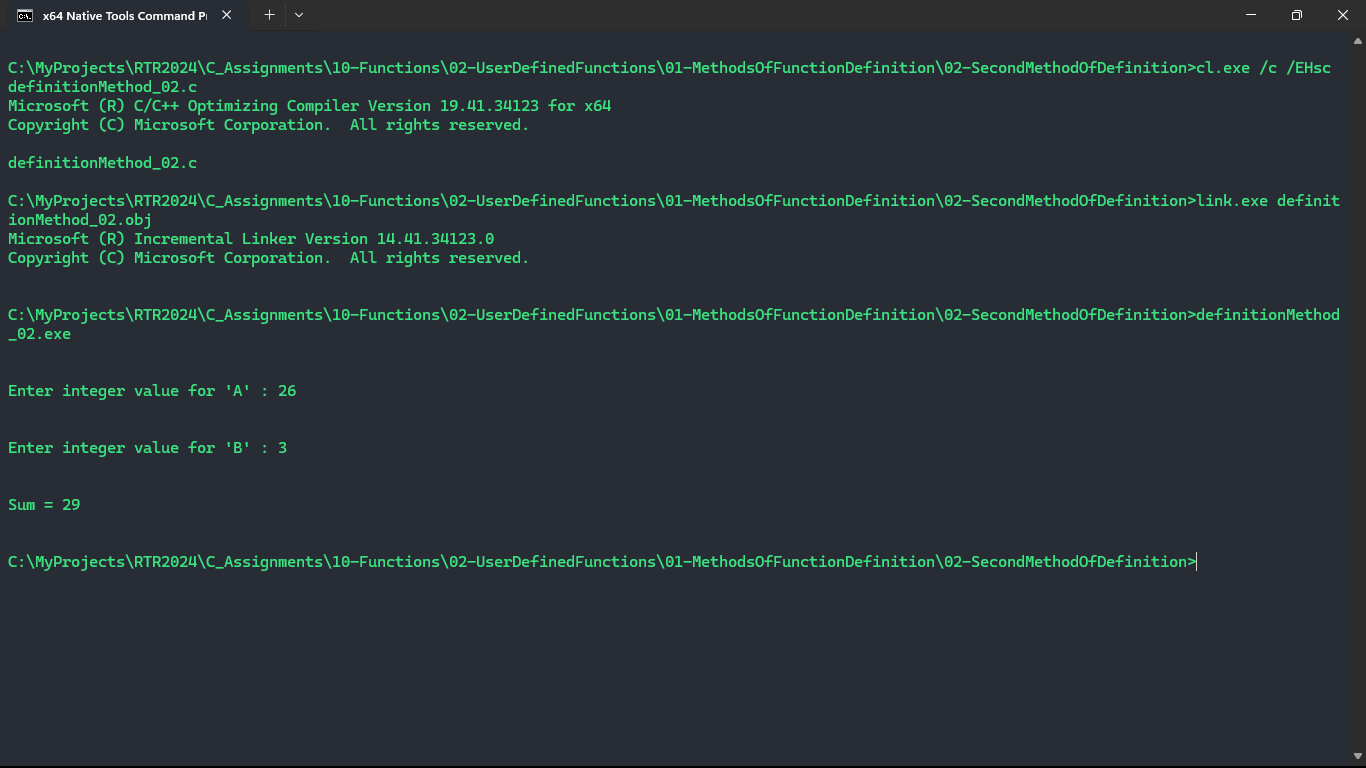 x64 Native Tools Command Pr
C:\MyProjects\RTR2024\C_Assignments\10-Functions\02-UserDefinedFunctions\01-MethodsOfFunctionDefinition\02-SecondMethodOfDefinition>cl.exe /c /EHsc
definitionMethod_02.c
Microsoft (R) C/C++ Optimizing Compiler Version 19.41.34123 for x64
Copyright (C) Microsoft Corporation.  All rights reserved.
definitionMethod_02.c
C:\MyProjects\RTR2024\C_Assignments\10-Functions\02-UserDefinedFunctions\01-MethodsOfFunctionDefinition\02-SecondMethodOfDefinition>link.exe definit
ionMethod_02.obj
Microsoft (R) Incremental Linker Version 14.41.34123.0
Copyright (C) Microsoft Corporation.  All rights reserved.
C:\MyProjects\RTR2024\C_Assignments\10-Functions\02-UserDefinedFunctions\01-MethodsOfFunctionDefinition\02-SecondMethodOfDefinition>definitionMethod
_02.exe
Enter integer value for 'A' : 26
Enter integer value for 'B' : 3
Sum = 29
C:\MyProjects\RTR2024\C_Assignments\10-Functions\02-UserDefinedFunctions\01-MethodsOfFunctionDefinition\02-SecondMethodOfDefinition>